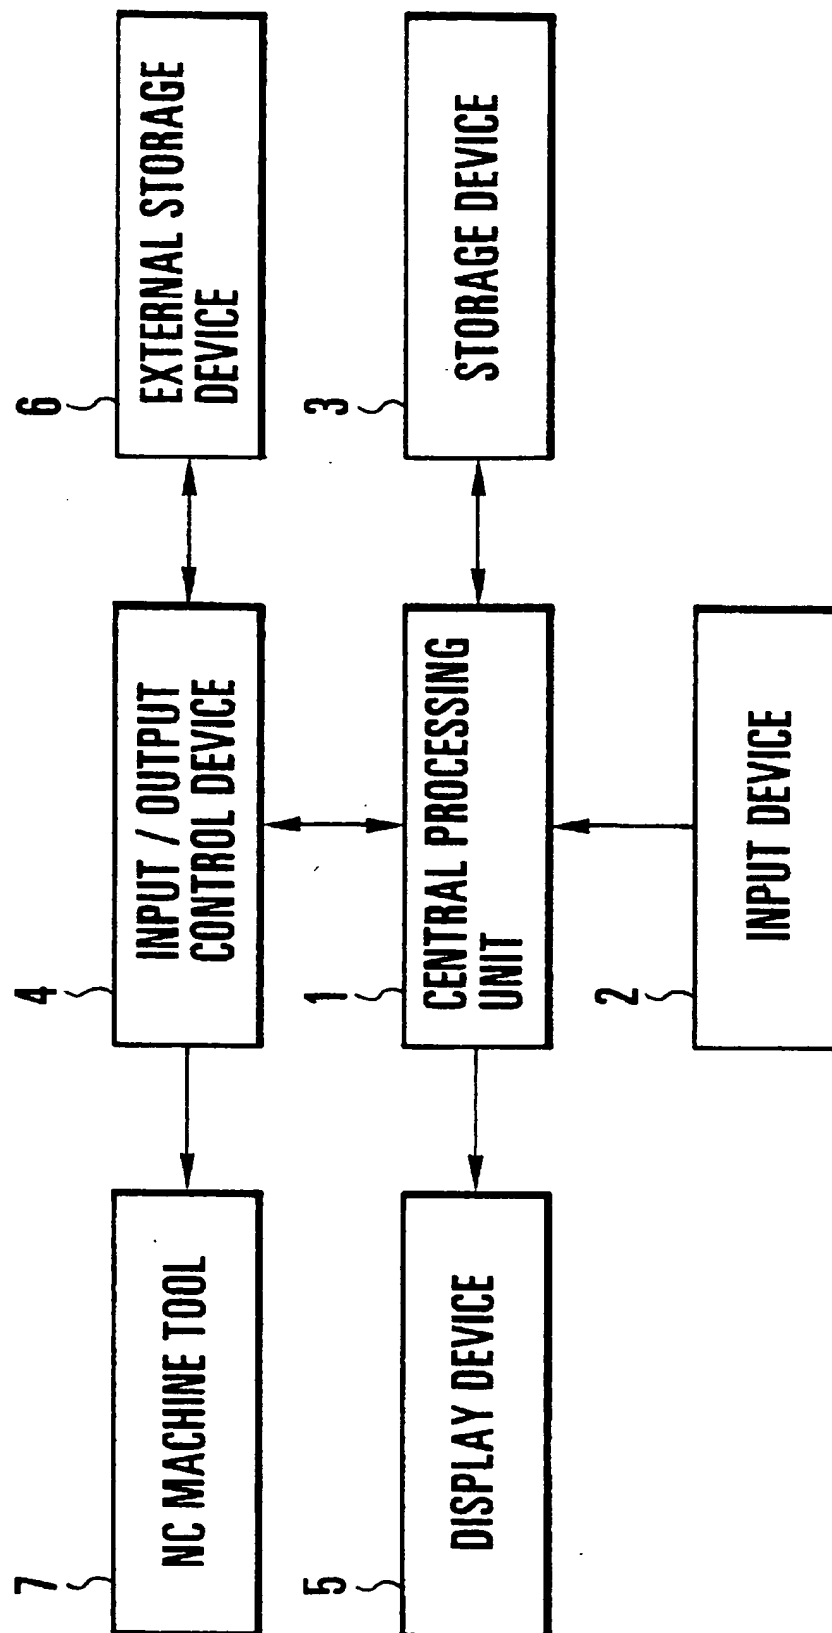 7
NC MACHINE TOOL
4
INPUT / OUTPUT
CONTROL DEVICE
6
EXTERNAL STORAGE
DEVICE
5
DISPLAY DEVICE
1
CENTRAL PROCESSING
UNIT
3
STORAGE DEVICE
2
INPUT DEVICE